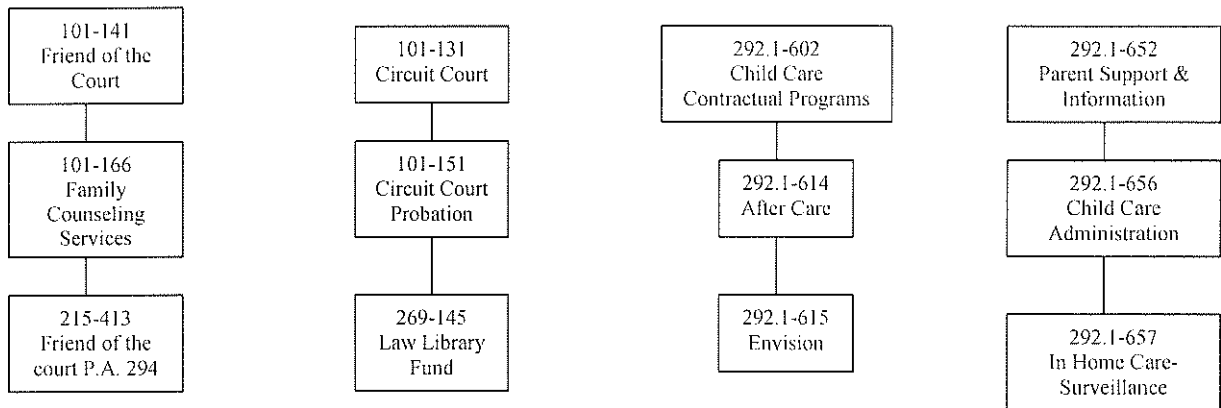 101-141
Friend of the
Court
101-166
Family
Counseling
Services
215-413
Friend of the
court P.A. 294
101-131
Circuit Court
101-151
Circuit Court
Probation
269-145
Law Library
Fund
292.1-602
Child Care
Contractual Programs
292.1-614
After Care
292.1-615
Envision
292.1-652
Parent Support &
Information
292.1-656
Child Care
Administration
292.1-657
In Home Care-
Surveillance